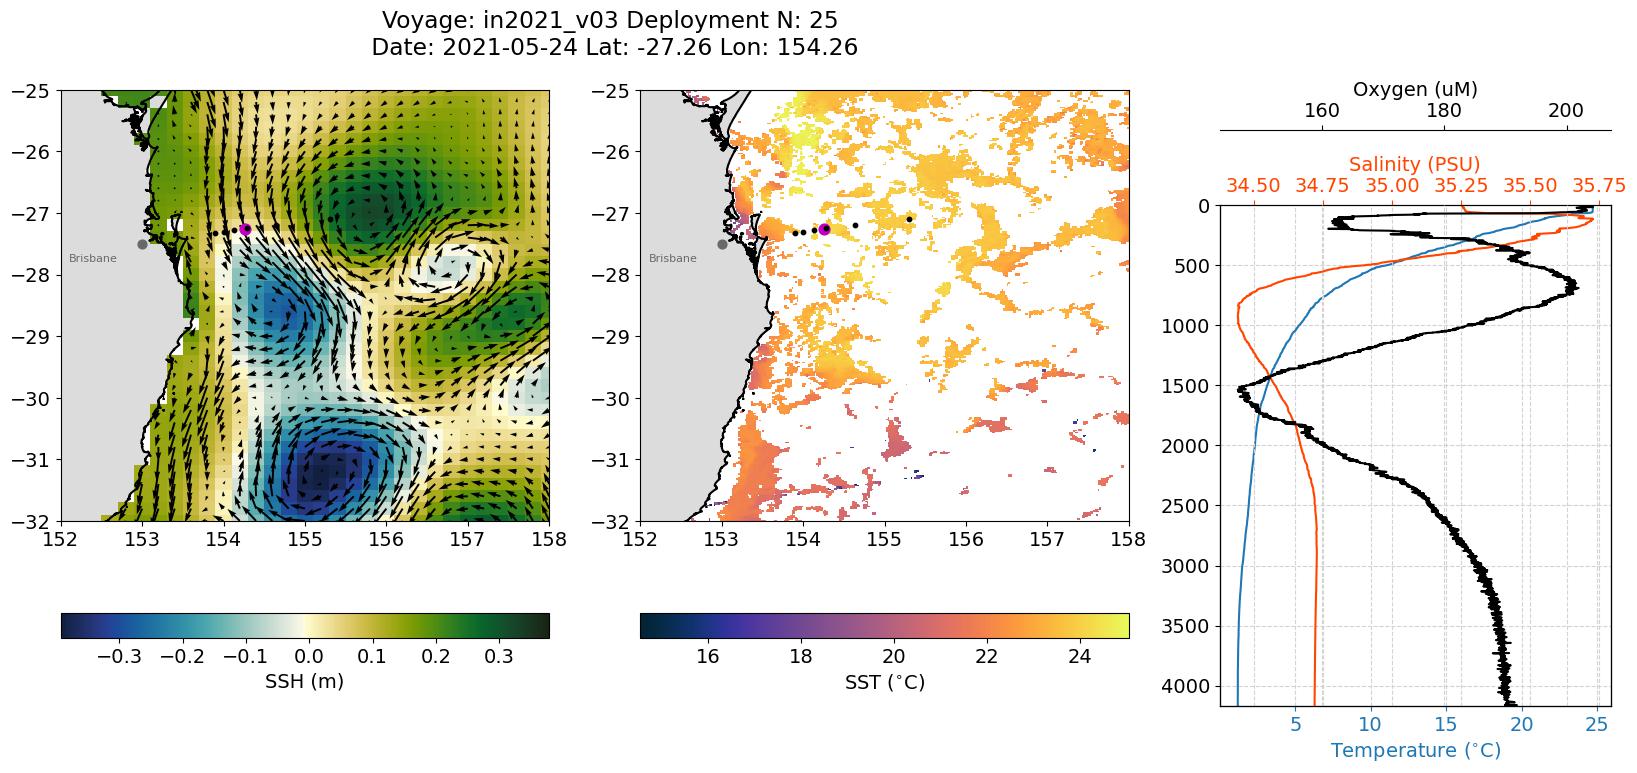 Voyage: in2021_v03 Deployment N: 25
Date: 2021-05-24 Lat: -27.26 Lon: 154.26
−25
−26
−27
−28
−29
−30
−31
−32
152 153 154 155 156 157 158
Brisbane
−0.3 −0.2 −0.1 0.0 0.1 0.2 0.3
SSH (m)
−25
−26
−27
−28
−29
−30
−31
−32
152 153 154 155 156 157 158
Brisbane
16 18 20 22 24
SST (°C)
Oxygen (uM)
160 180 200
Salinity (PSU)
34.50 34.75 35.00 35.25 35.50 35.75
0
500
1000
1500
2000
2500
3000
3500
4000
5 10 15 20 25
Temperature (°C)